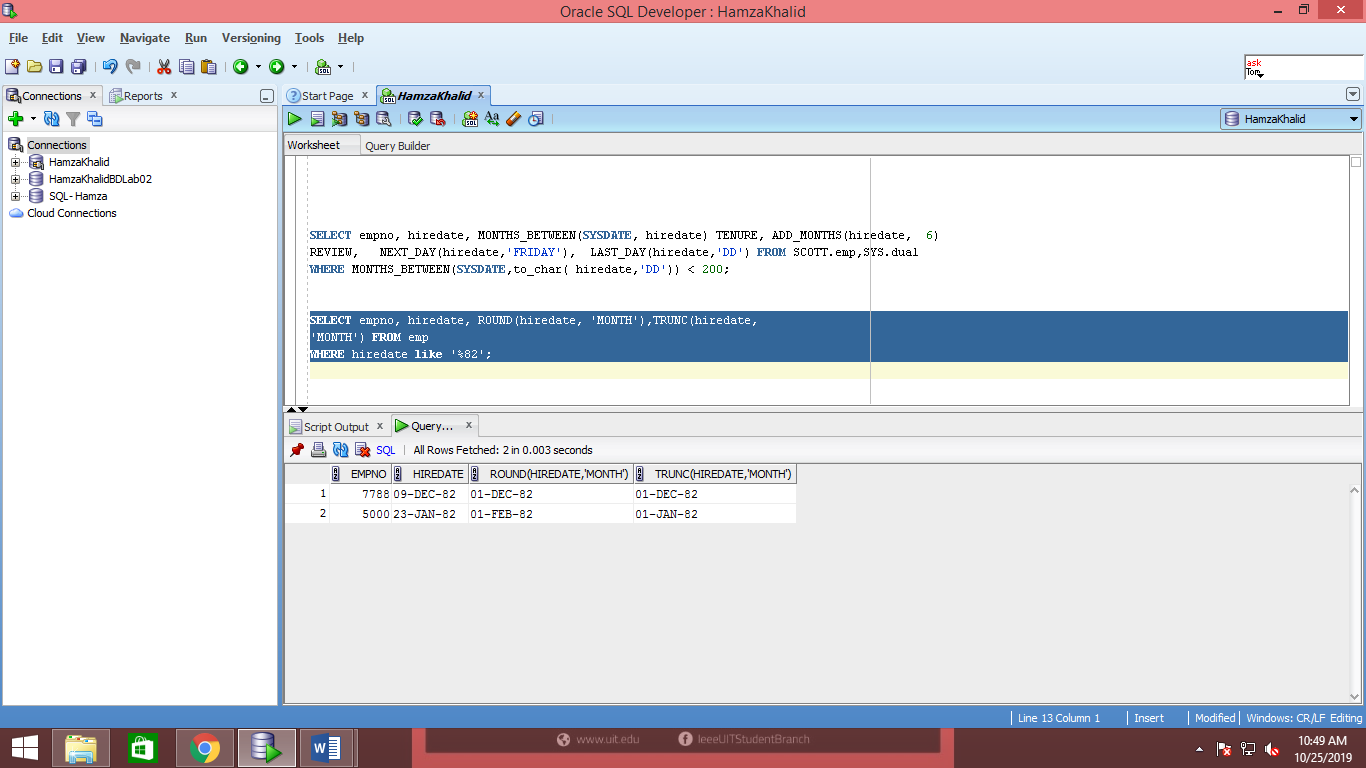 Oracle SQL Developer : HamzaKhalid
File Edit View Navigate Run Versioning Tools Help
ask
Tom
Connections x Reports x
Start Page x HamzaKhalid x
HamzaKhalid
Connections
HamzaKhalid
HamzaKhalidBDLab02
SQL- Hamza
Cloud Connections
Worksheet Query Builder
SELECT empno, hiredate, MONTHS_BETWEEN(SYSDATE, hiredate) TENURE, ADD_MONTHS(hiredate, 6)
REVIEW, NEXT_DAY(hiredate,'FRIDAY'), LAST_DAY(hiredate,'DD') FROM SCOTT.emp,SYS.dual
WHERE MONTHS_BETWEEN(SYSDATE,to_char( hiredate,'DD')) < 200;
SELECT empno, hiredate, ROUND(hiredate, 'MONTH'),TRUNC(hiredate,
'MONTH') FROM emp
WHERE hiredate like '%82';
Script Output x Query... x
SQL | All Rows Fetched: 2 in 0.003 seconds
EMPNO HIREDATE ROUND(HIREDATE,'MONTH') TRUNC(HIREDATE,'MONTH')
1 7788 09-DEC-82 01-DEC-82 01-DEC-82
2 5000 23-JAN-82 01-FEB-82 01-JAN-82
Line 13 Column 1 Insert Modified Windows: CR/LF Editing
www.uit.edu IeeeUITStudentBranch
10:49 AM
10/25/2019